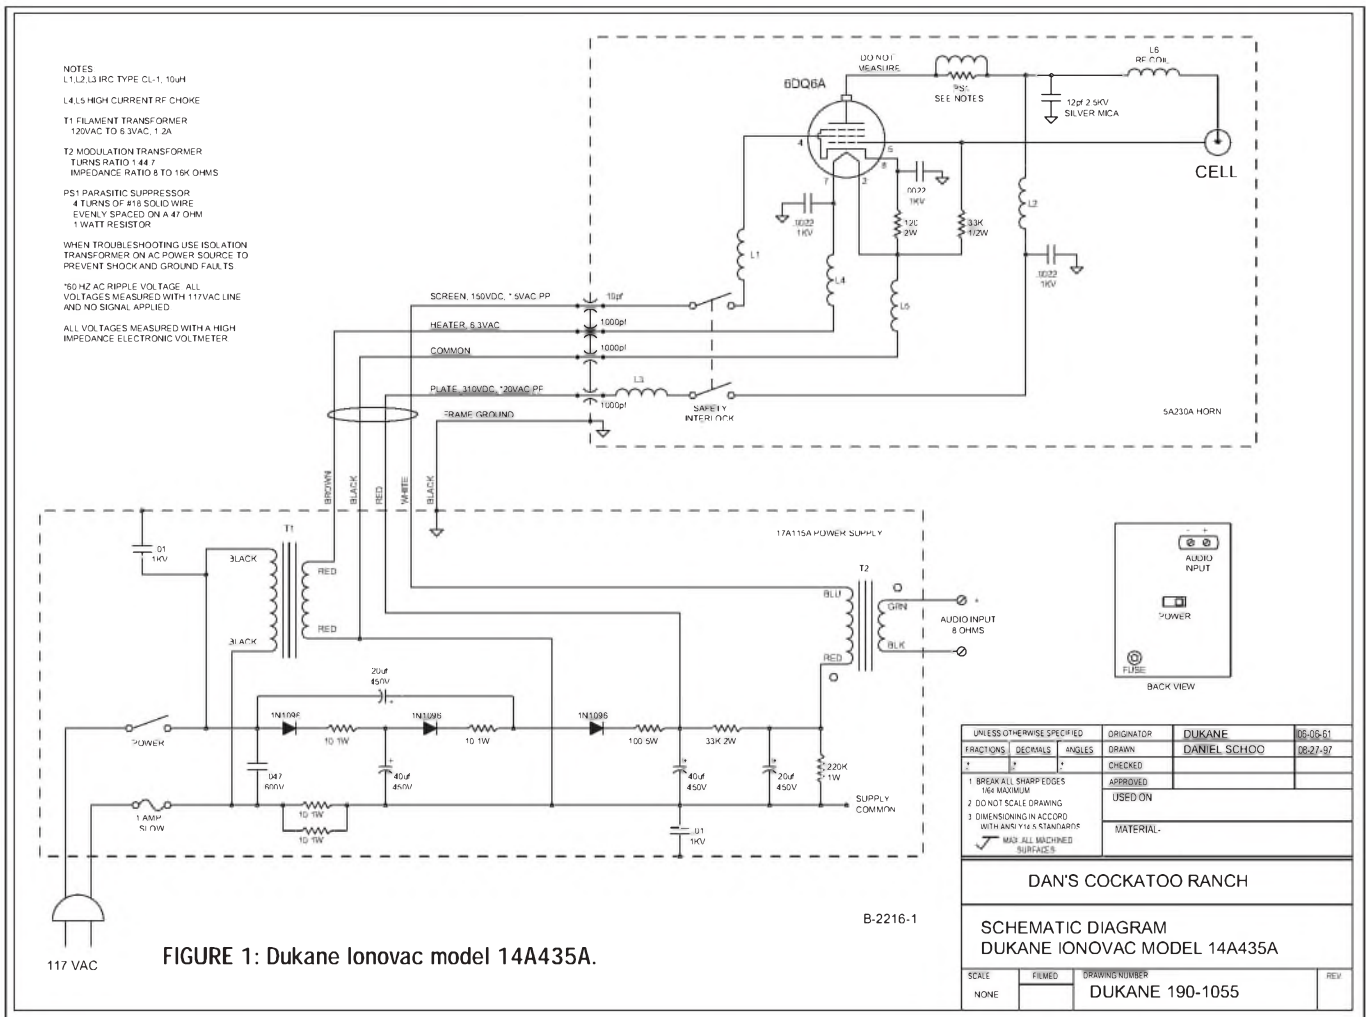 NOTES
L1,L2,L3 IRC TYPE CL-1, 10uH
L4,L5 HIGH CURRENT RF CHOKE
T1 FILAMENT TRANSFORMER
120VAC TO 6.3VAC, 1.2A
T2 MODULATION TRANSFORMER
TURNS RATIO 1:44.7
IMPEDANCE RATIO 8 TO 16K OHMS
PS1 PARASITIC SUPPRESSOR
4 TURNS OF #18 SOLID WIRE
EVENLY SPACED ON A 47 OHM
1 WATT RESISTOR
WHEN TROUBLESHOOTING USE ISOLATION
TRANSFORMER ON AC POWER SOURCE TO
PREVENT SHOCK AND GROUND FAULTS
*60 HZ AC RIPPLE VOLTAGE. ALL
VOLTAGES MEASURED WITH 117VAC LINE
AND NO SIGNAL APPLIED
ALL VOLTAGES MEASURED WITH A HIGH
IMPEDANCE ELECTRONIC VOLTMETER
DO NOT
MEASURE
6DQ6A
PS1
SEE NOTES
L6
RF COIL
12pf 2.5KV
SILVER MICA
CELL
4
5
8
7
2
.0022
1KV
.0022
1KV
120
2W
33K
1/2W
L2
.0022
1KV
L1
L4
L5
SCREEN, 150VDC, *.5VAC PP
10pf
HEATER, 6.3VAC
1000pf
COMMON
1000pf
PLATE, 310VDC, *20VAC PP
1000pf
L3
SAFETY
INTERLOCK
FRAME GROUND
5A230A HORN
BROWN
BLACK
RED
WHITE
BLACK
17A115A POWER SUPPLY
.01
1KV
T1
BLACK
BLACK
RED
RED
T2
BLU
RED
GRN
BLK
+
AUDIO INPUT
8 OHMS
20uf
450V
+
POWER
1N1096
10 1W
1N1096
10 1W
1N1096
100 5W
33K 2W
.047
600V
+
40uf
450V
+
40uf
450V
+
20uf
450V
220K
1W
1 AMP
SLOW
10 1W
10 1W
.01
1KV
SUPPLY
COMMON
117 VAC
- +
AUDIO
INPUT
POWER
FUSE
BACK VIEW
B-2216-1
FIGURE 1: Dukane Ionovac model 14A435A.
UNLESS OTHERWISE SPECIFIED
FRACTIONS DECIMALS ANGLES
1 BREAK ALL SHARP EDGES
1/64 MAXIMUM
2 DO NOT SCALE DRAWING
3 DIMENSIONING IN ACCORD
WITH ANSI Y14.5 STANDARDS
MAX. ALL MACHINED
SURFACES
ORIGINATOR DUKANE 06-06-61
DRAWN DANIEL SCHOO 08-27-97
CHECKED
APPROVED
USED ON
MATERIAL-
DAN'S COCKATOO RANCH
SCHEMATIC DIAGRAM
DUKANE IONOVAC MODEL 14A435A
SCALE
NONE
FILMED
DRAWING NUMBER
DUKANE 190-1055
REV.